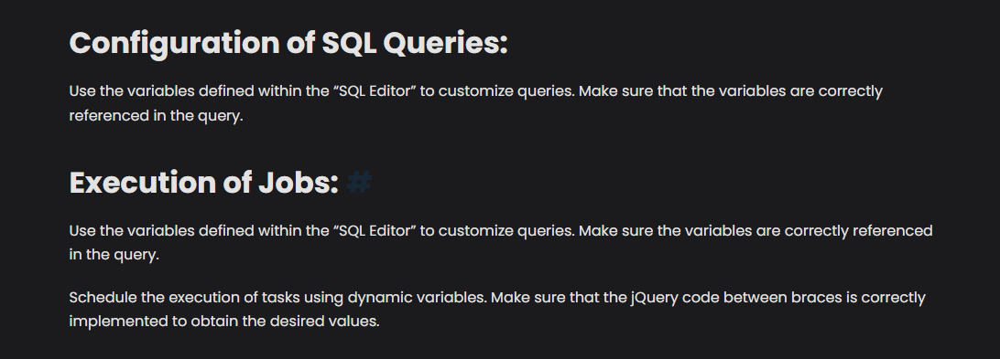 Configuration of SQL Queries:
Use the variables defined within the “SQL Editor” to customize queries. Make sure that the variables are correctly
referenced in the query.
Execution of Jobs: #
Use the variables defined within the “SQL Editor” to customize queries. Make sure the variables are correctly referenced
in the query.
Schedule the execution of tasks using dynamic variables. Make sure that the jQuery code between braces is correctly
implemented to obtain the desired values.